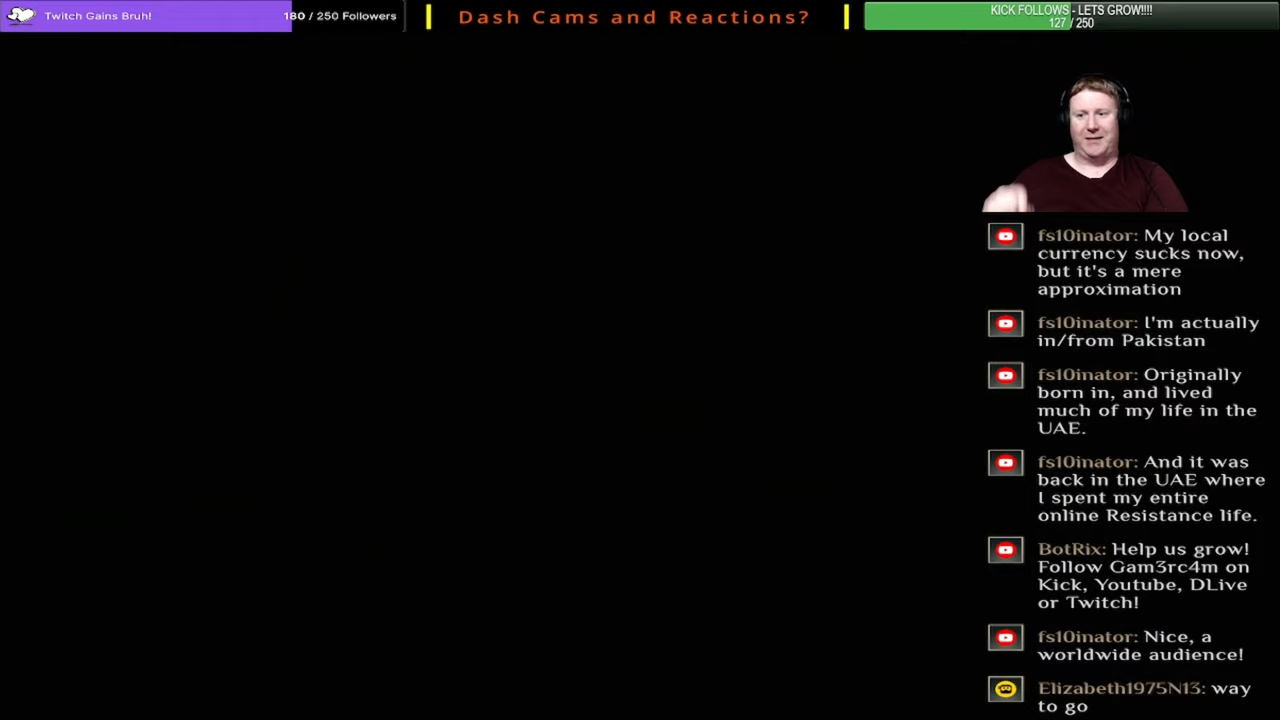 Twitch Gains Bruh!
180 / 250 Followers
Dash Cams and Reactions?
KICK FOLLOWS - LETS GROW!!!!
127 / 250
fs10inator: My local
currency sucks now,
but it's a mere
approximation
fs10inator: I'm actually
in/from Pakistan
fs10inator: Originally
born in, and lived
much of my life in the
UAE.
fs10inator: And it was
back in the UAE where
I spent my entire
online Resistance life.
BotRix: Help us grow!
Follow Gam3rc4m on
Kick, Youtube, DLive
or Twitch!
fs10inator: Nice, a
worldwide audience!
Elizabeth1975N13: way
to go